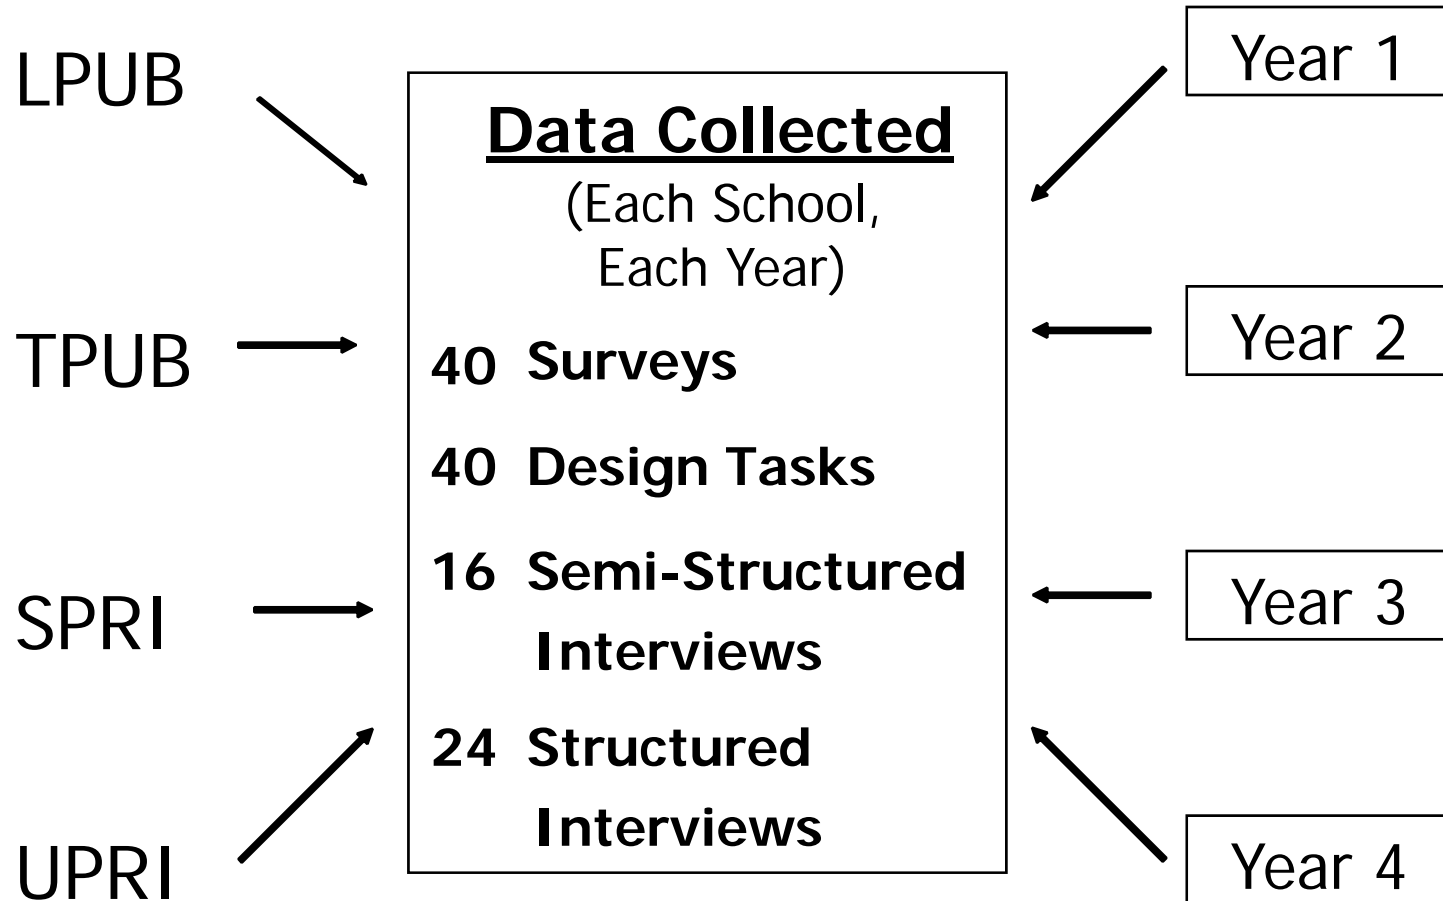 LPUB
TPUB
SPRI
UPRI
Data Collected
(Each School,
Each Year)
40 Surveys
40 Design Tasks
16 Semi-Structured
Interviews
24 Structured
Interviews
Year 1
Year 2
Year 3
Year 4